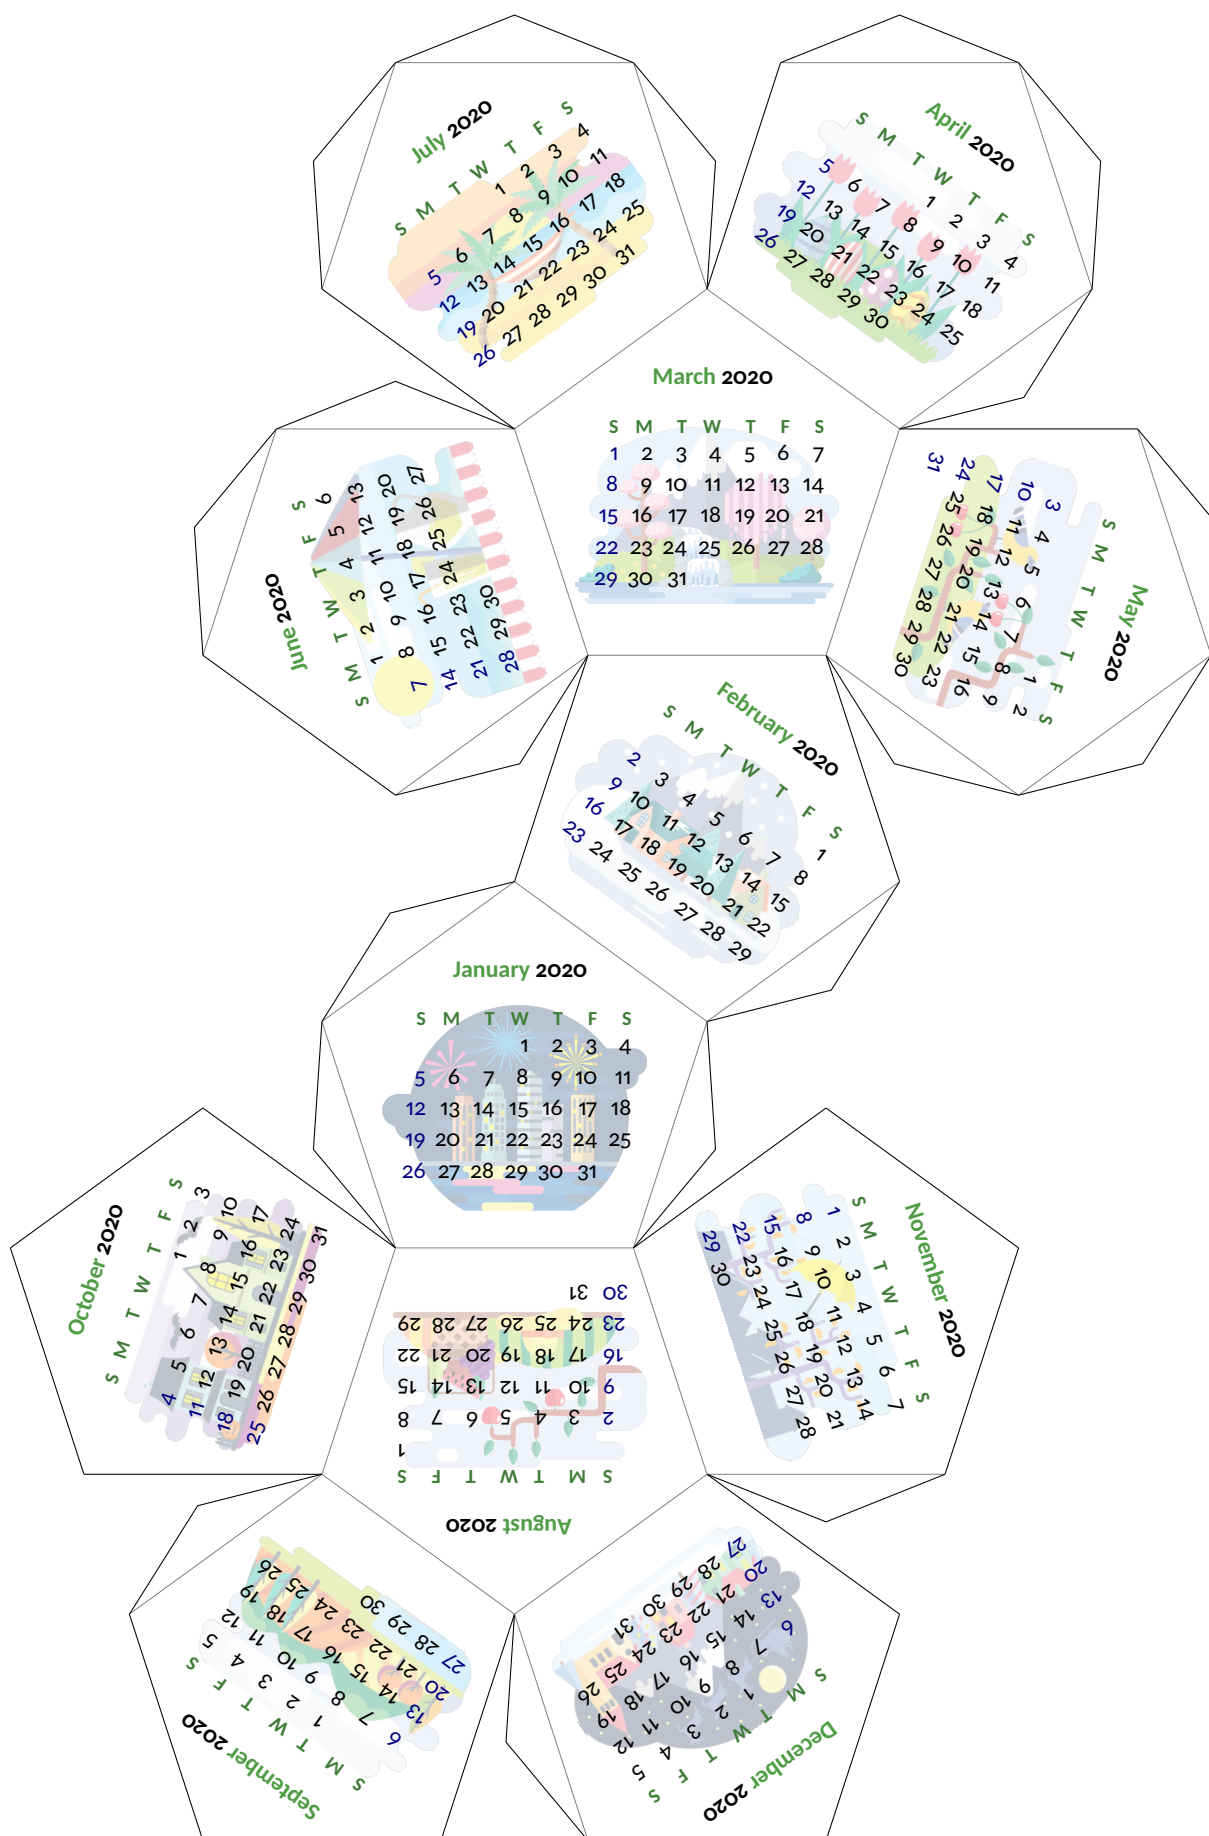 July 2020
S M T W T F S
1 2 3 4
5 6 7 8 9 10 11
12 13 14 15 16 17 18
19 20 21 22 23 24 25
26 27 28 29 30 31
April 2020
S M T W T F S
1 2 3 4
5 6 7 8 9 10 11
12 13 14 15 16 17 18
19 20 21 22 23 24 25
26 27 28 29 30
March 2020
S M T W T F S
1 2 3 4 5 6 7
8 9 10 11 12 13 14
15 16 17 18 19 20 21
22 23 24 25 26 27 28
29 30 31
June 2020
S M T W T F S
1 2 3 4 5 6
7 8 9 10 11 12 13
14 15 16 17 18 19 20
21 22 23 24 25 26 27
28 29 30
May 2020
S M T W T F S
1 2
3 4 5 6 7 8 9
10 11 12 13 14 15 16
17 18 19 20 21 22 23
24 25 26 27 28 29 30
31
February 2020
S M T W T F S
1
2 3 4 5 6 7 8
9 10 11 12 13 14 15
16 17 18 19 20 21 22
23 24 25 26 27 28 29
January 2020
S M T W T F S
1 2 3 4
5 6 7 8 9 10 11
12 13 14 15 16 17 18
19 20 21 22 23 24 25
26 27 28 29 30 31
October 2020
S M T W T F S
1 2 3
4 5 6 7 8 9 10
11 12 13 14 15 16 17
18 19 20 21 22 23 24
25 26 27 28 29 30 31
November 2020
S M T W T F S
1 2 3 4 5 6 7
8 9 10 11 12 13 14
15 16 17 18 19 20 21
22 23 24 25 26 27 28
29 30
August 2020
S M T W T F S
1
2 3 4 5 6 7 8
9 10 11 12 13 14 15
16 17 18 19 20 21 22
23 24 25 26 27 28 29
30 31
September 2020
S M T W T F S
1 2 3 4 5
6 7 8 9 10 11 12
13 14 15 16 17 18 19
20 21 22 23 24 25 26
27 28 29 30
December 2020
S M T W T F S
1 2 3 4 5
6 7 8 9 10 11 12
13 14 15 16 17 18 19
20 21 22 23 24 25 26
27 28 29 30 31